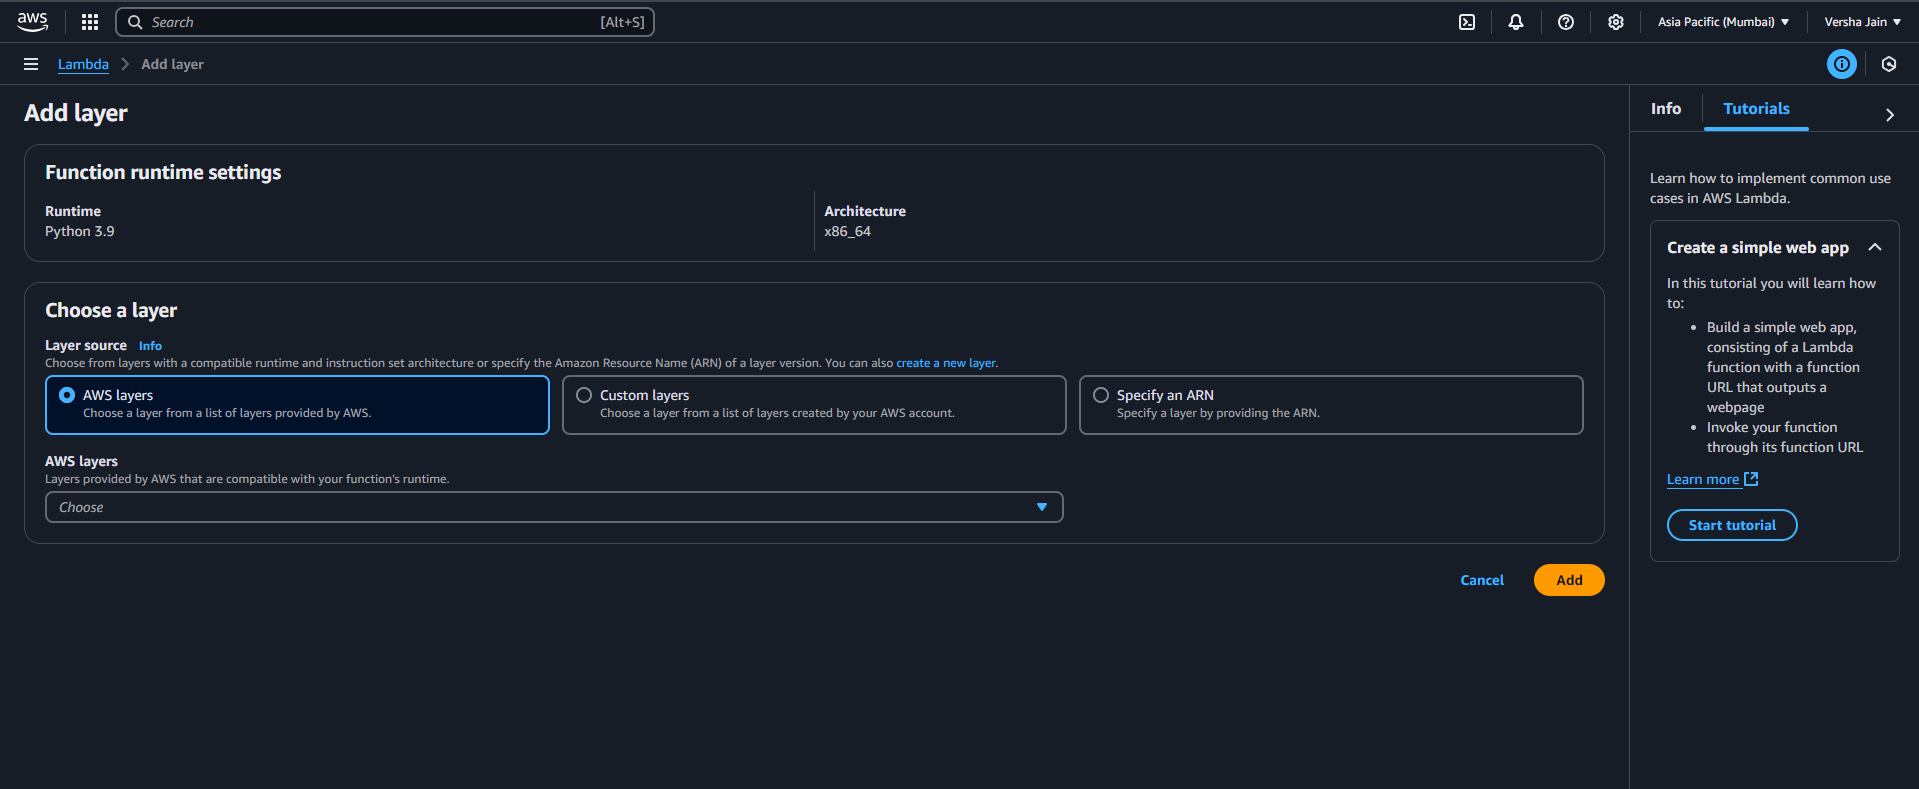 aws
Search [Alt+S]
Asia Pacific (Mumbai)
Versha Jain
Lambda
Add layer
Add layer
Function runtime settings
Runtime
Python 3.9
Architecture
x86_64
Choose a layer
Layer source Info
Choose from layers with a compatible runtime and instruction set architecture or specify the Amazon Resource Name (ARN) of a layer version. You can also create a new layer.
AWS layers
Choose a layer from a list of layers provided by AWS.
Custom layers
Choose a layer from a list of layers created by your AWS account.
Specify an ARN
Specify a layer by providing the ARN.
AWS layers
Layers provided by AWS that are compatible with your function's runtime.
Choose
Cancel
Add
Info
Tutorials
Learn how to implement common use
cases in AWS Lambda.
Create a simple web app
In this tutorial you will learn how
to:
• Build a simple web app,
consisting of a Lambda
function with a function
URL that outputs a
webpage
• Invoke your function
through its function URL
Learn more
Start tutorial